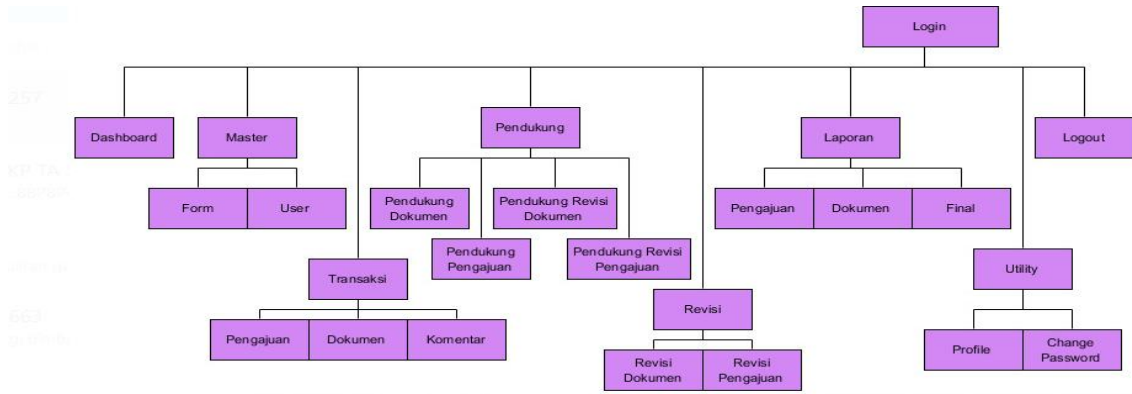 Login
Dashboard
Master
Pendukung
Laporan
Logout
Form
User
Pendukung
Dokumen
Pendukung Revisi
Dokumen
Pendukung
Pengajuan
Pendukung Revisi
Pengajuan
Pengajuan
Dokumen
Final
Transaksi
Utility
Pengajuan
Dokumen
Komentar
Revisi
Revisi
Dokumen
Revisi
Pengajuan
Profile
Change
Password